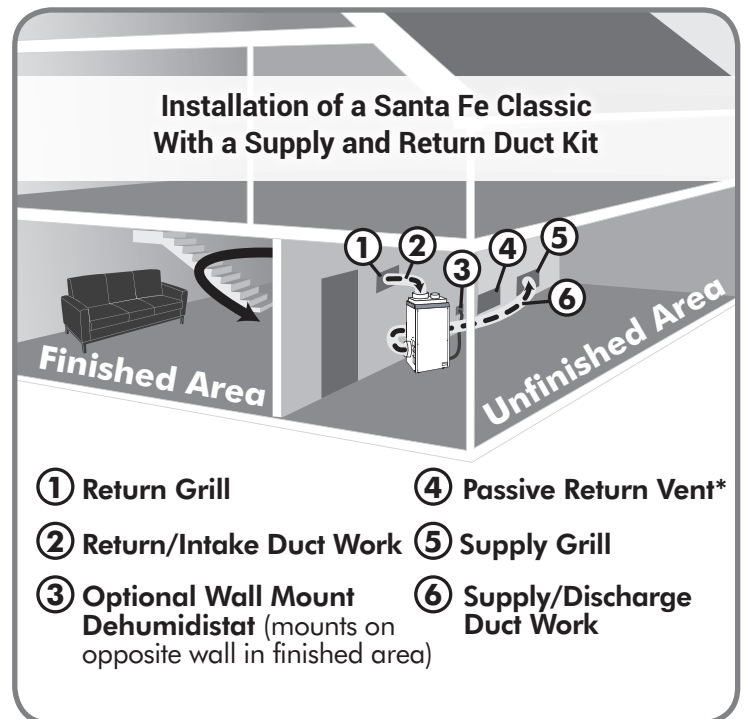 Installation of a Santa Fe Classic
With a Supply and Return Duct Kit
1 2 3 4 5 6
Finished Area
Unfinished Area
1 Return Grill
2 Return/Intake Duct Work
3 Optional Wall Mount
Dehumidistat (mounts on
opposite wall in finished area)
4 Passive Return Vent*
5 Supply Grill
6 Supply/Discharge
Duct Work